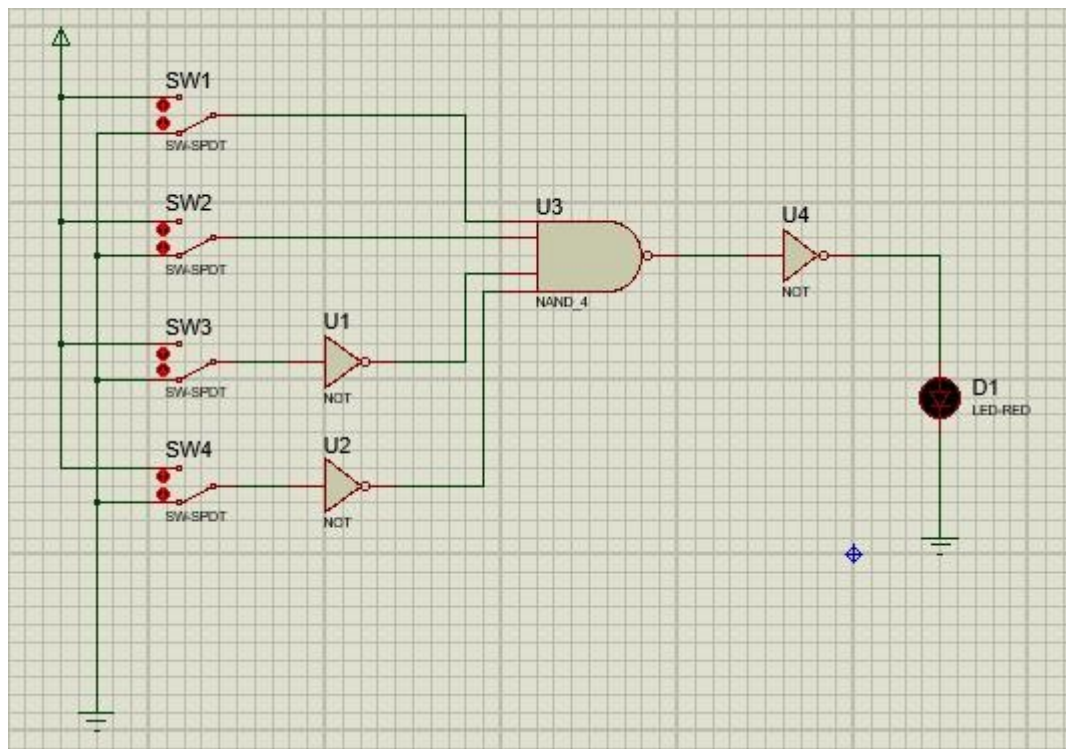 SW1
SW-SPDT
SW2
SW-SPDT
U3
NAND_4
U4
NOT
SW3
SW-SPDT
U1
NOT
D1
LED-RED
SW4
SW-SPDT
U2
NOT